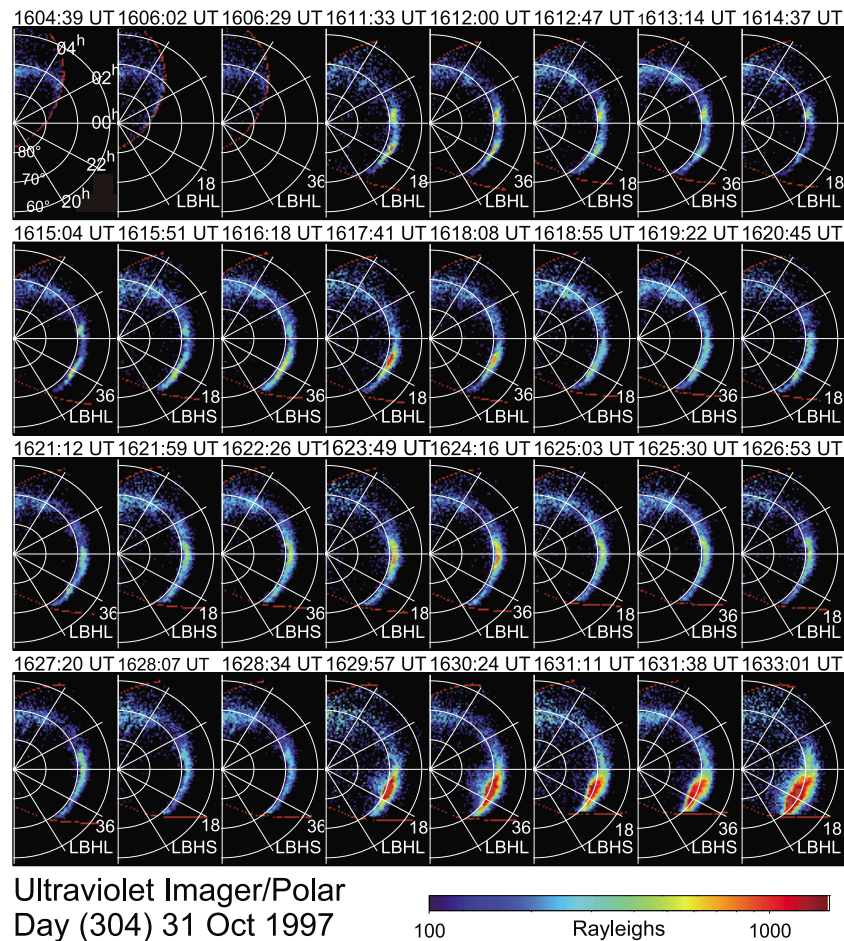 1604:39 UT 1606:02 UT 1606:29 UT 1611:33 UT 1612:00 UT 1612:47 UT 1613:14 UT 1614:37 UT
04h
02h
00h
22h
20h
80°
70°
60°
18 36 18 36 18
LBHL LBHL LBHL LBHL LBHS LBHS LBHL
1615:04 UT 1615:51 UT 1616:18 UT 1617:41 UT 1618:08 UT 1618:55 UT 1619:22 UT 1620:45 UT
36 18 36 18 36 18
LBHL LBHS LBHS LBHL LBHL LBHS LBHS LBHL
1621:12 UT 1621:59 UT 1622:26 UT 1623:49 UT 1624:16 UT 1625:03 UT 1625:30 UT 1626:53 UT
36 18 36 18 36 18
LBHL LBHS LBHS LBHL LBHL LBHS LBHS LBHL
1627:20 UT 1628:07 UT 1628:34 UT 1629:57 UT 1630:24 UT 1631:11 UT 1631:38 UT 1633:01 UT
36 18 36 18 36 18
LBHL LBHS LBHS LBHL LBHL LBHS LBHS LBHL
Ultraviolet Imager/Polar
Day (304) 31 Oct 1997
100 Rayleighs 1000